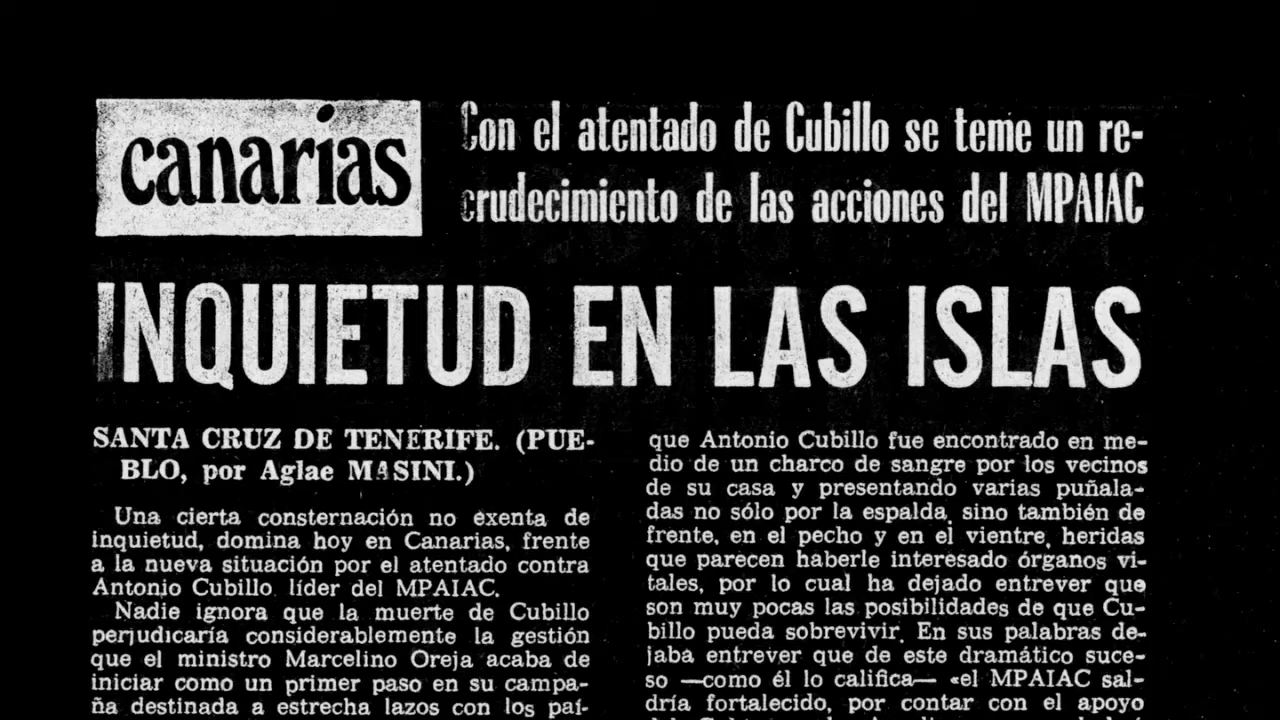 canarias
Con el atentado de Cubillo se teme un re-
crudecimiento de las acciones del MPAIAC
INQUIETUD EN LAS ISLAS
SANTA CRUZ DE TENERIFE. (PUE-
BLO, por Aglae MASINI.)
Una cierta consternación no exenta de
inquietud, domina hoy en Canarias, frente
a la nueva situación por el atentado contra
Antonio Cubillo líder del MPAIAC.
Nadie ignora que la muerte de Cubillo
perjudicaría considerablemente la gestión
que el ministro Marcelino Oreja acaba de
iniciar como un primer paso en su campa-
ña destinada a estrecha lazos con los paí-
que Antonio Cubillo fue encontrado en me-
dio de un charco de sangre por los vecinos
de su casa y presentando varias puñala-
das no sólo por la espalda, sino también de
frente, en el pecho y en el vientre, heridas
que parecen haberle interesado órganos vi-
tales, por lo cual ha dejado entrever que
son muy pocas las posibilidades de que Cu-
billo pueda sobrevivir. En sus palabras de-
jaba entrever que de este dramático suce-
so —como él lo califica— «el MPAIAC sal-
dría fortalecido, por contar con el apoyo